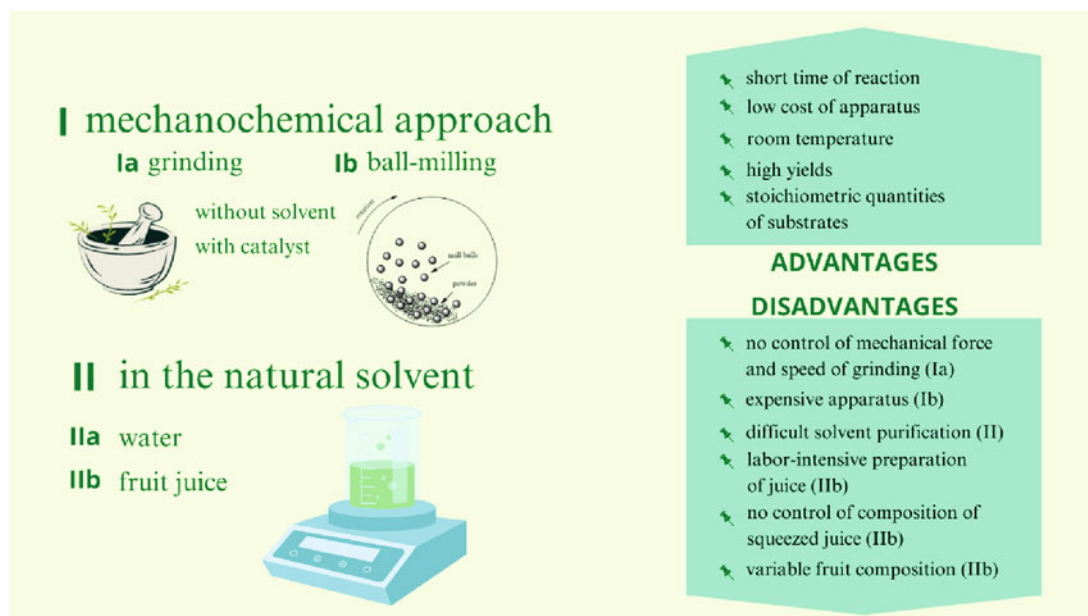 I mechanochemical approach
Ia grinding
Ib ball-milling
without solvent
with catalyst
rotation
mill balls
powder
II in the natural solvent
IIa water
IIb fruit juice
short time of reaction
low cost of apparatus
room temperature
high yields
stoichiometric quantities
of substrates
ADVANTAGES
DISADVANTAGES
no control of mechanical force
and speed of grinding (Ia)
expensive apparatus (Ib)
difficult solvent purification (II)
labor-intensive preparation
of juice (IIb)
no control of composition of
squeezed juice (IIb)
variable fruit composition (IIb)